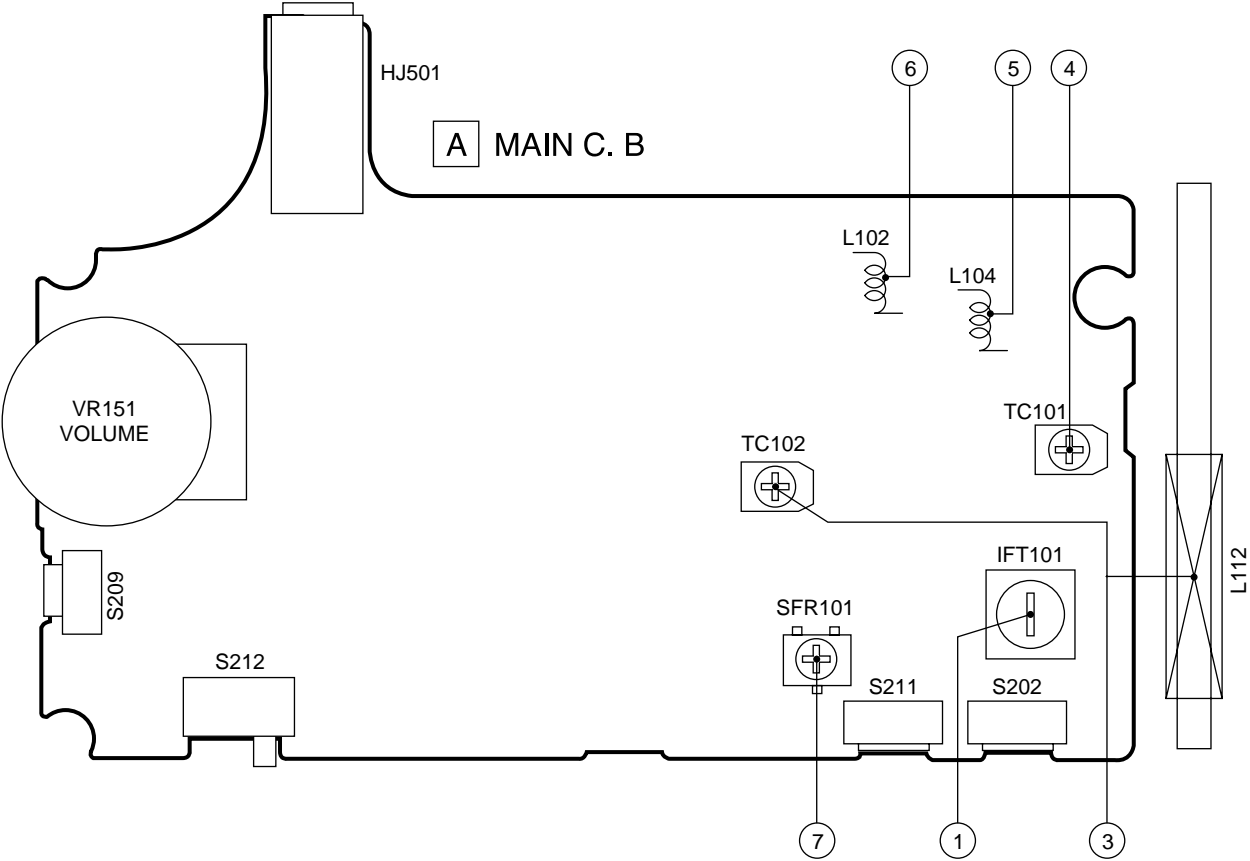 HJ501
6
5
4
A MAIN C. B
L102
L104
TC101
VR151
VOLUME
TC102
IFT101
L112
S209
SFR101
S212
S211
S202
7
1
3